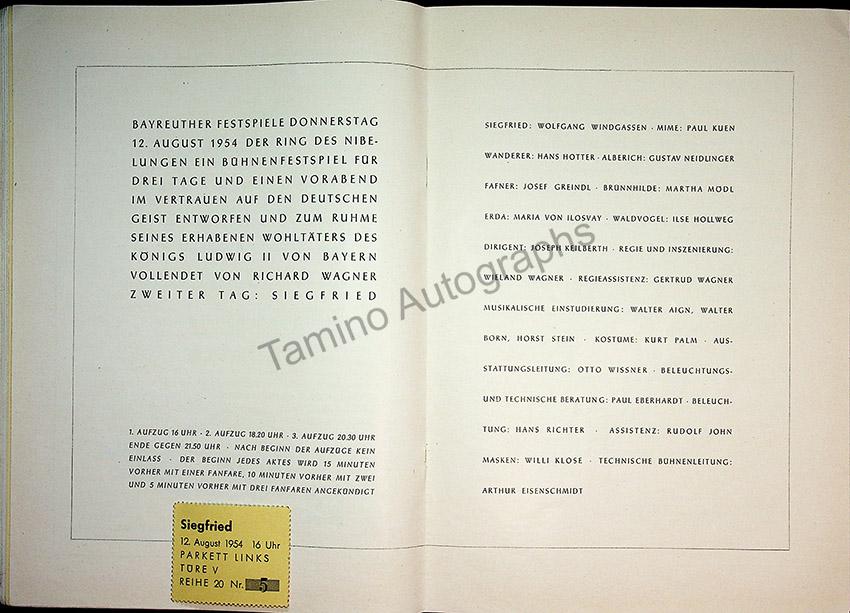 BAYREUTHER FESTSPIELE DONNERSTAG
12. AUGUST 1954 DER RING DES NIBE-
LUNGEN EIN BÜHNENFESTSPIEL FÜR
DREI TAGE UND EINEN VORABEND
IM VERTRAUEN AUF DEN DEUTSCHEN
GEIST ENTWORFEN UND ZUM RUHME
SEINES ERHABENEN WOHLTÄTERS DES
KÖNIGS LUDWIG II VON BAYERN
VOLLENDET VON RICHARD WAGNER
ZWEITER TAG: SIEGFRIED
1. AUFZUG 16 UHR · 2. AUFZUG 18.20 UHR · 3. AUFZUG 20.30 UHR
ENDE GEGEN 21.50 UHR · NACH BEGINN DER AUFZÜGE KEIN
EINLASS · DER BEGINN JEDES AKTES WIRD 15 MINUTEN
VORHER MIT EINER FANFARE, 10 MINUTEN VORHER MIT ZWEI
UND 5 MINUTEN VORHER MIT DREI FANFAREN ANGEKÜNDIGT
Siegfried
12. August 1954 16 Uhr
PARKETT LINKS
TÜRE V
REIHE 20 Nr. 5
SIEGFRIED: WOLFGANG WINDGASSEN · MIME: PAUL KUEN
WANDERER: HANS HOTTER · ALBERICH: GUSTAV NEIDLINGER
FAFNER: JOSEF GREINDL · BRÜNNHILDE: MARTHA MÖDL
ERDA: MARIA VON ILOSVAY · WALDVOGEL: ILSE HOLLWEG
DIRIGENT: JOSEPH KEILBERTH · REGIE UND INSZENIERUNG:
WIELAND WAGNER · REGIEASSISTENZ: GERTRUD WAGNER
MUSIKALISCHE EINSTUDIERUNG: WALTER AIGN, WALTER
BORN, HORST STEIN · KOSTÜME: KURT PALM · AUS-
STATTUNGSLEITUNG: OTTO WISSNER · BELEUCHTUNGS-
UND TECHNISCHE BERATUNG: PAUL EBERHARDT · BELEUCH-
TUNG: HANS RICHTER · ASSISTENZ: RUDOLF JOHN
MASKEN: WILLI KLOSE · TECHNISCHE BÜHNENLEITUNG:
ARTHUR EISENSCHMIDT
Tamino Autographs